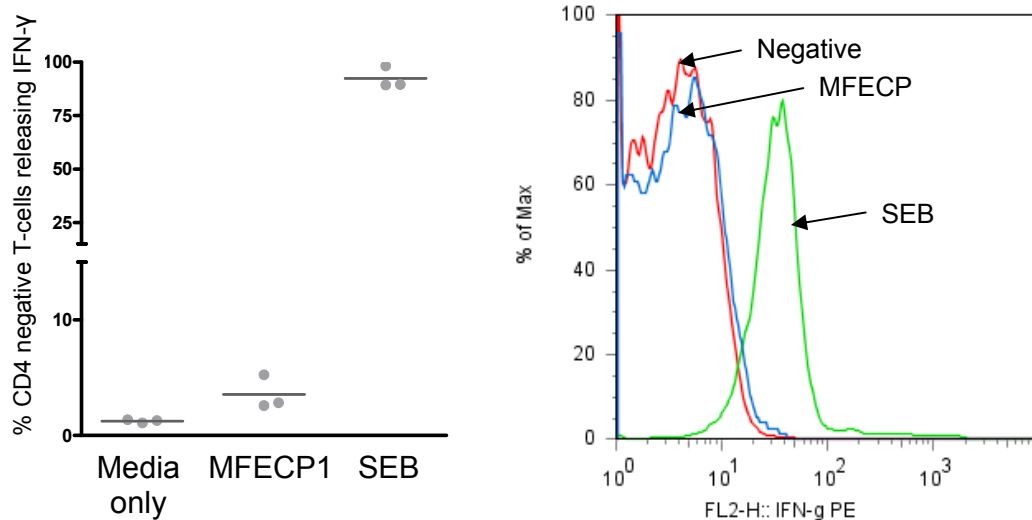 % CD4 negative T-cells releasing IFN-γ
100
75
50
25
10
0
Media
only
MFECP1
SEB
% of Max
100
80
60
40
20
0
Negative
MFECP
SEB
10⁰
10¹
10²
10³
FL2-H:: IFN-g PE